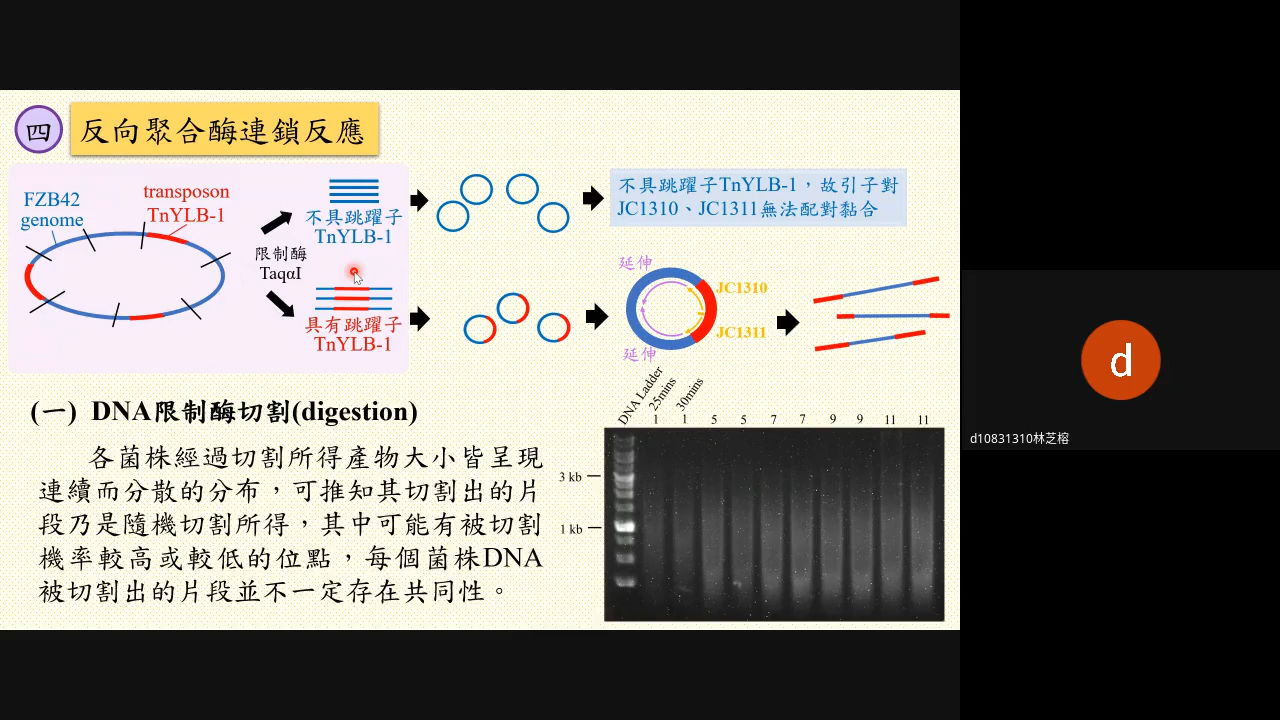 四 反向聚合酶連鎖反應
FZB42
genome
transposon
TnYLB-1
限制酶
TaqαI
不具跳躍子
TnYLB-1
具有跳躍子
TnYLB-1
不具跳躍子TnYLB-1，故引子對
JC1310、JC1311無法配對黏合
延伸
JC1310
JC1311
延伸
(一) DNA限制酶切割(digestion)
各菌株經過切割所得產物大小皆呈現
連續而分散的分布，可推知其切割出的片
段乃是隨機切割所得，其中可能有被切割
機率較高或較低的位點，每個菌株DNA
被切割出的片段並不一定存在共同性。
DNA Ladder
25mins
30mins
1 1 5 5 7 7 9 9 11 11
3 kb
1 kb
d
d10831310林芝榕